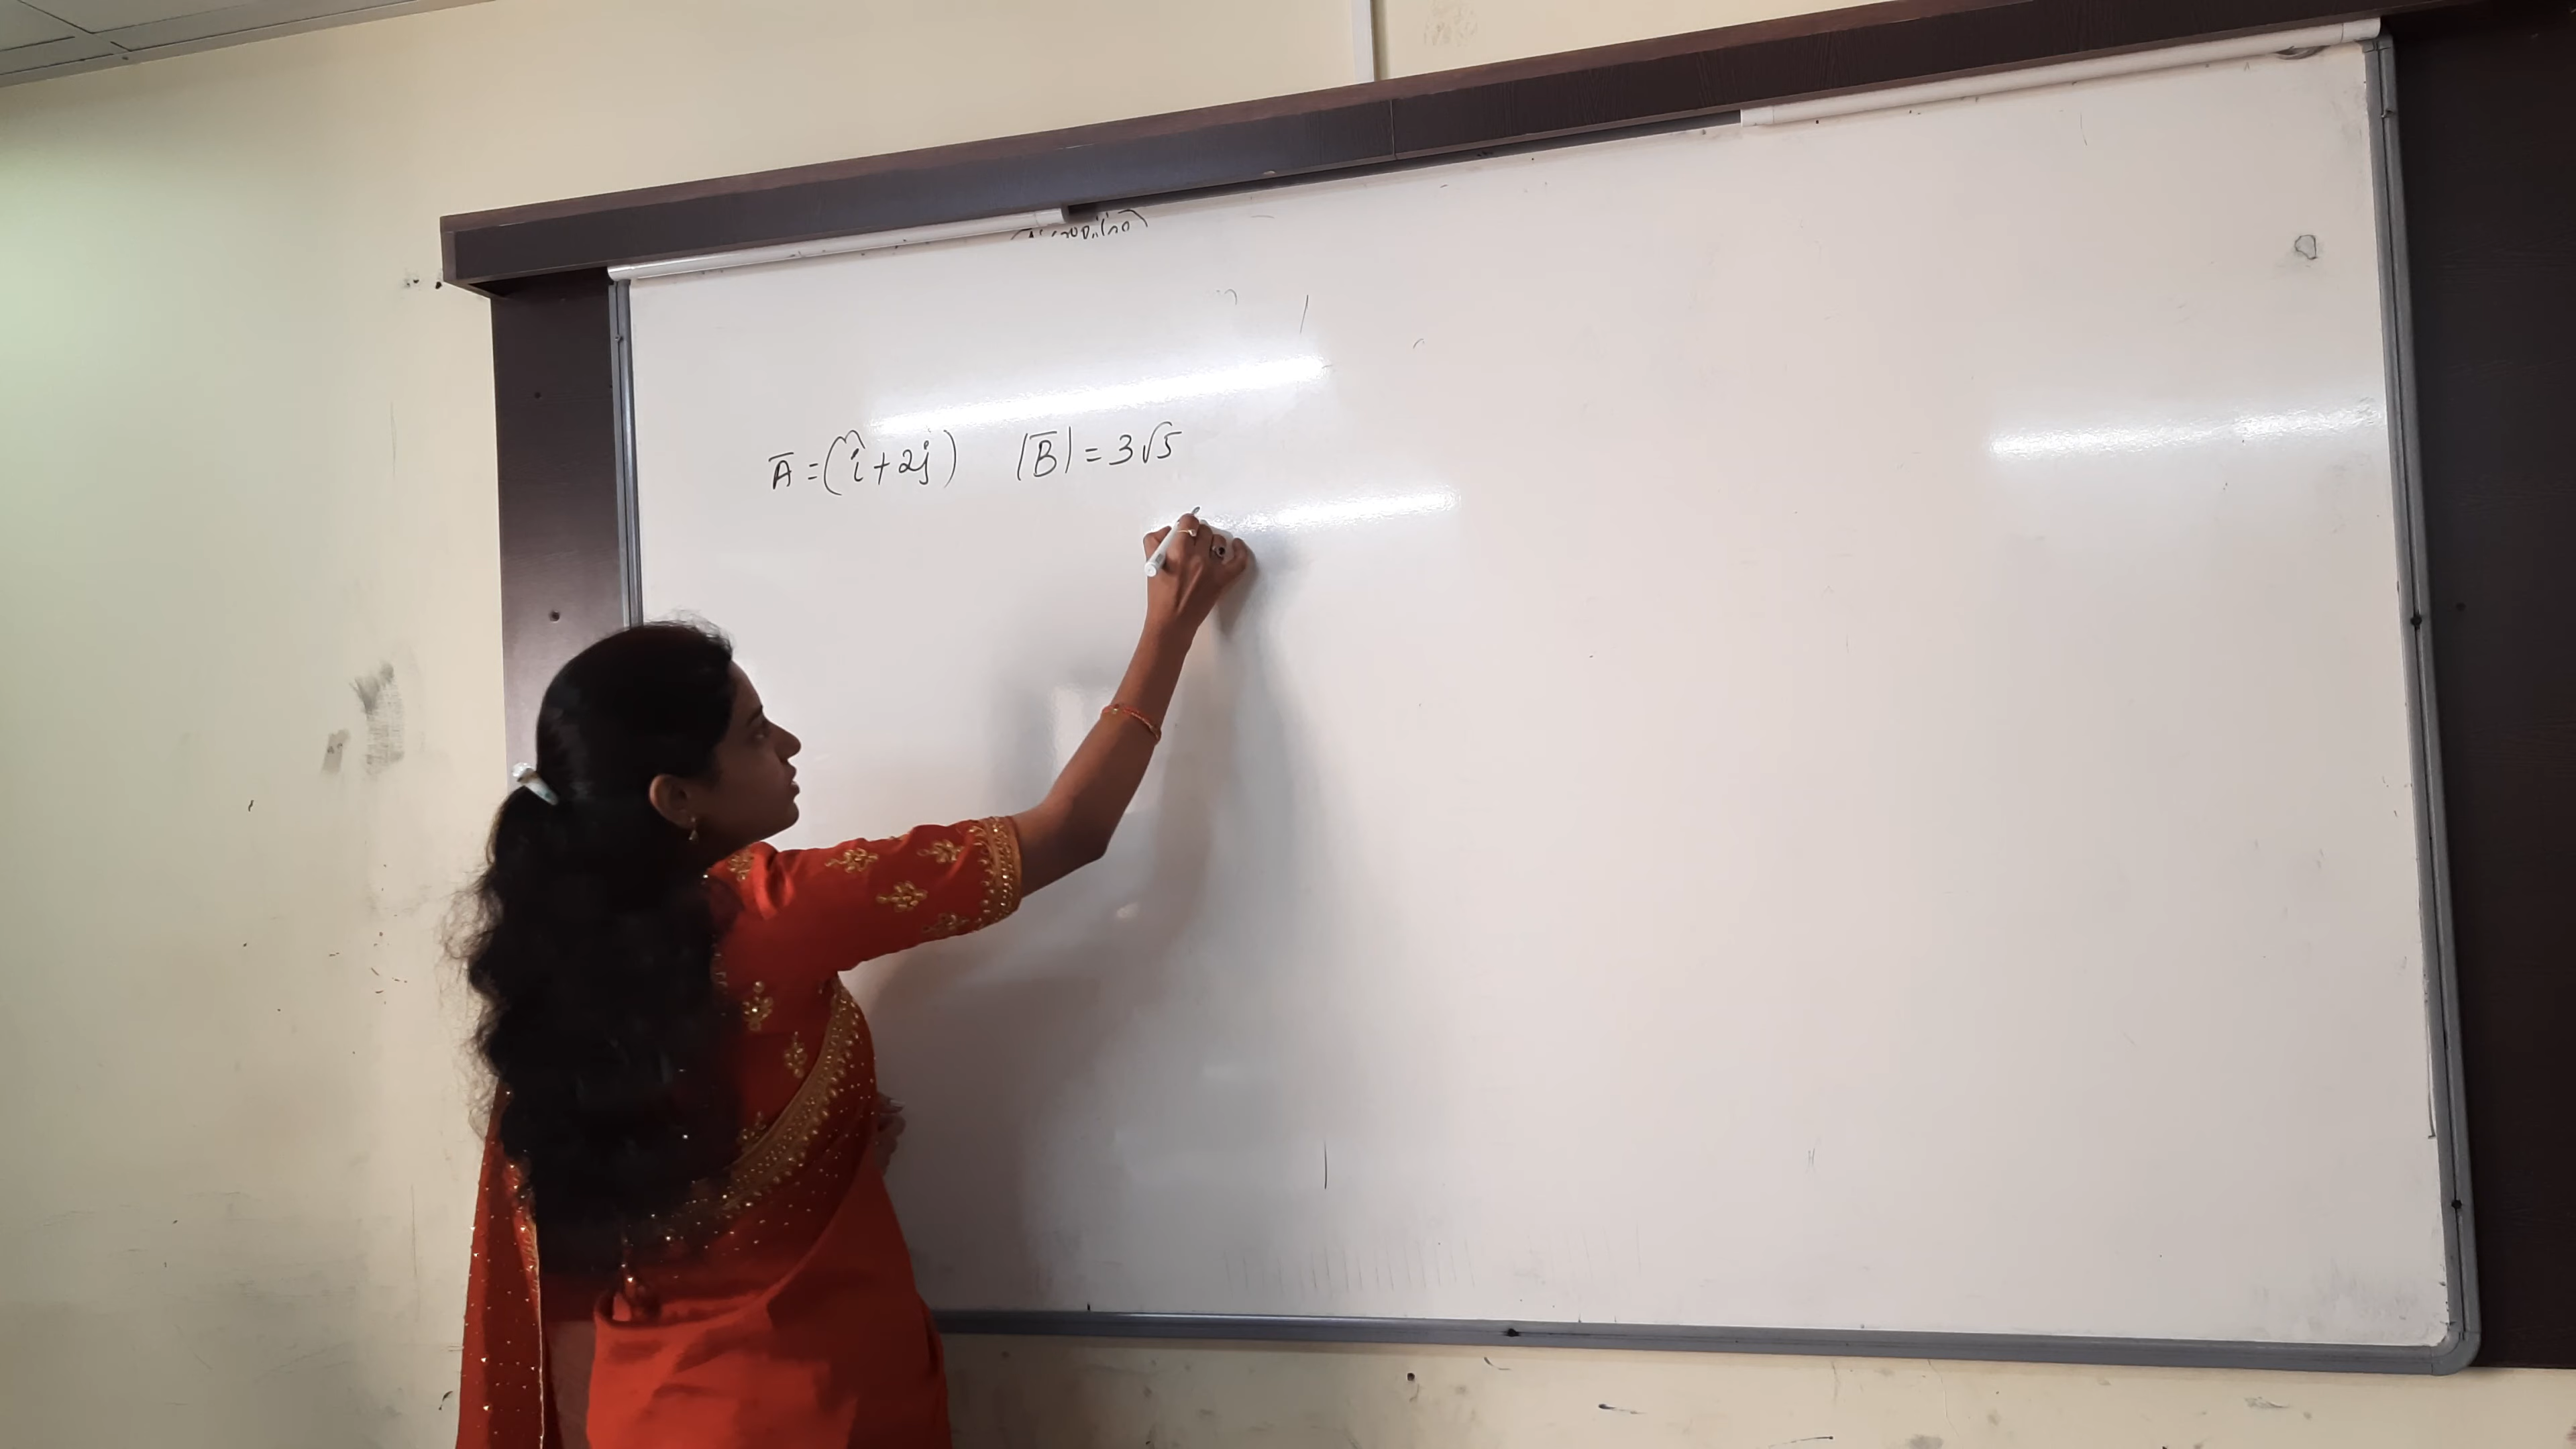 A̅ = (î + 2ĵ) |B̅| = 3√5